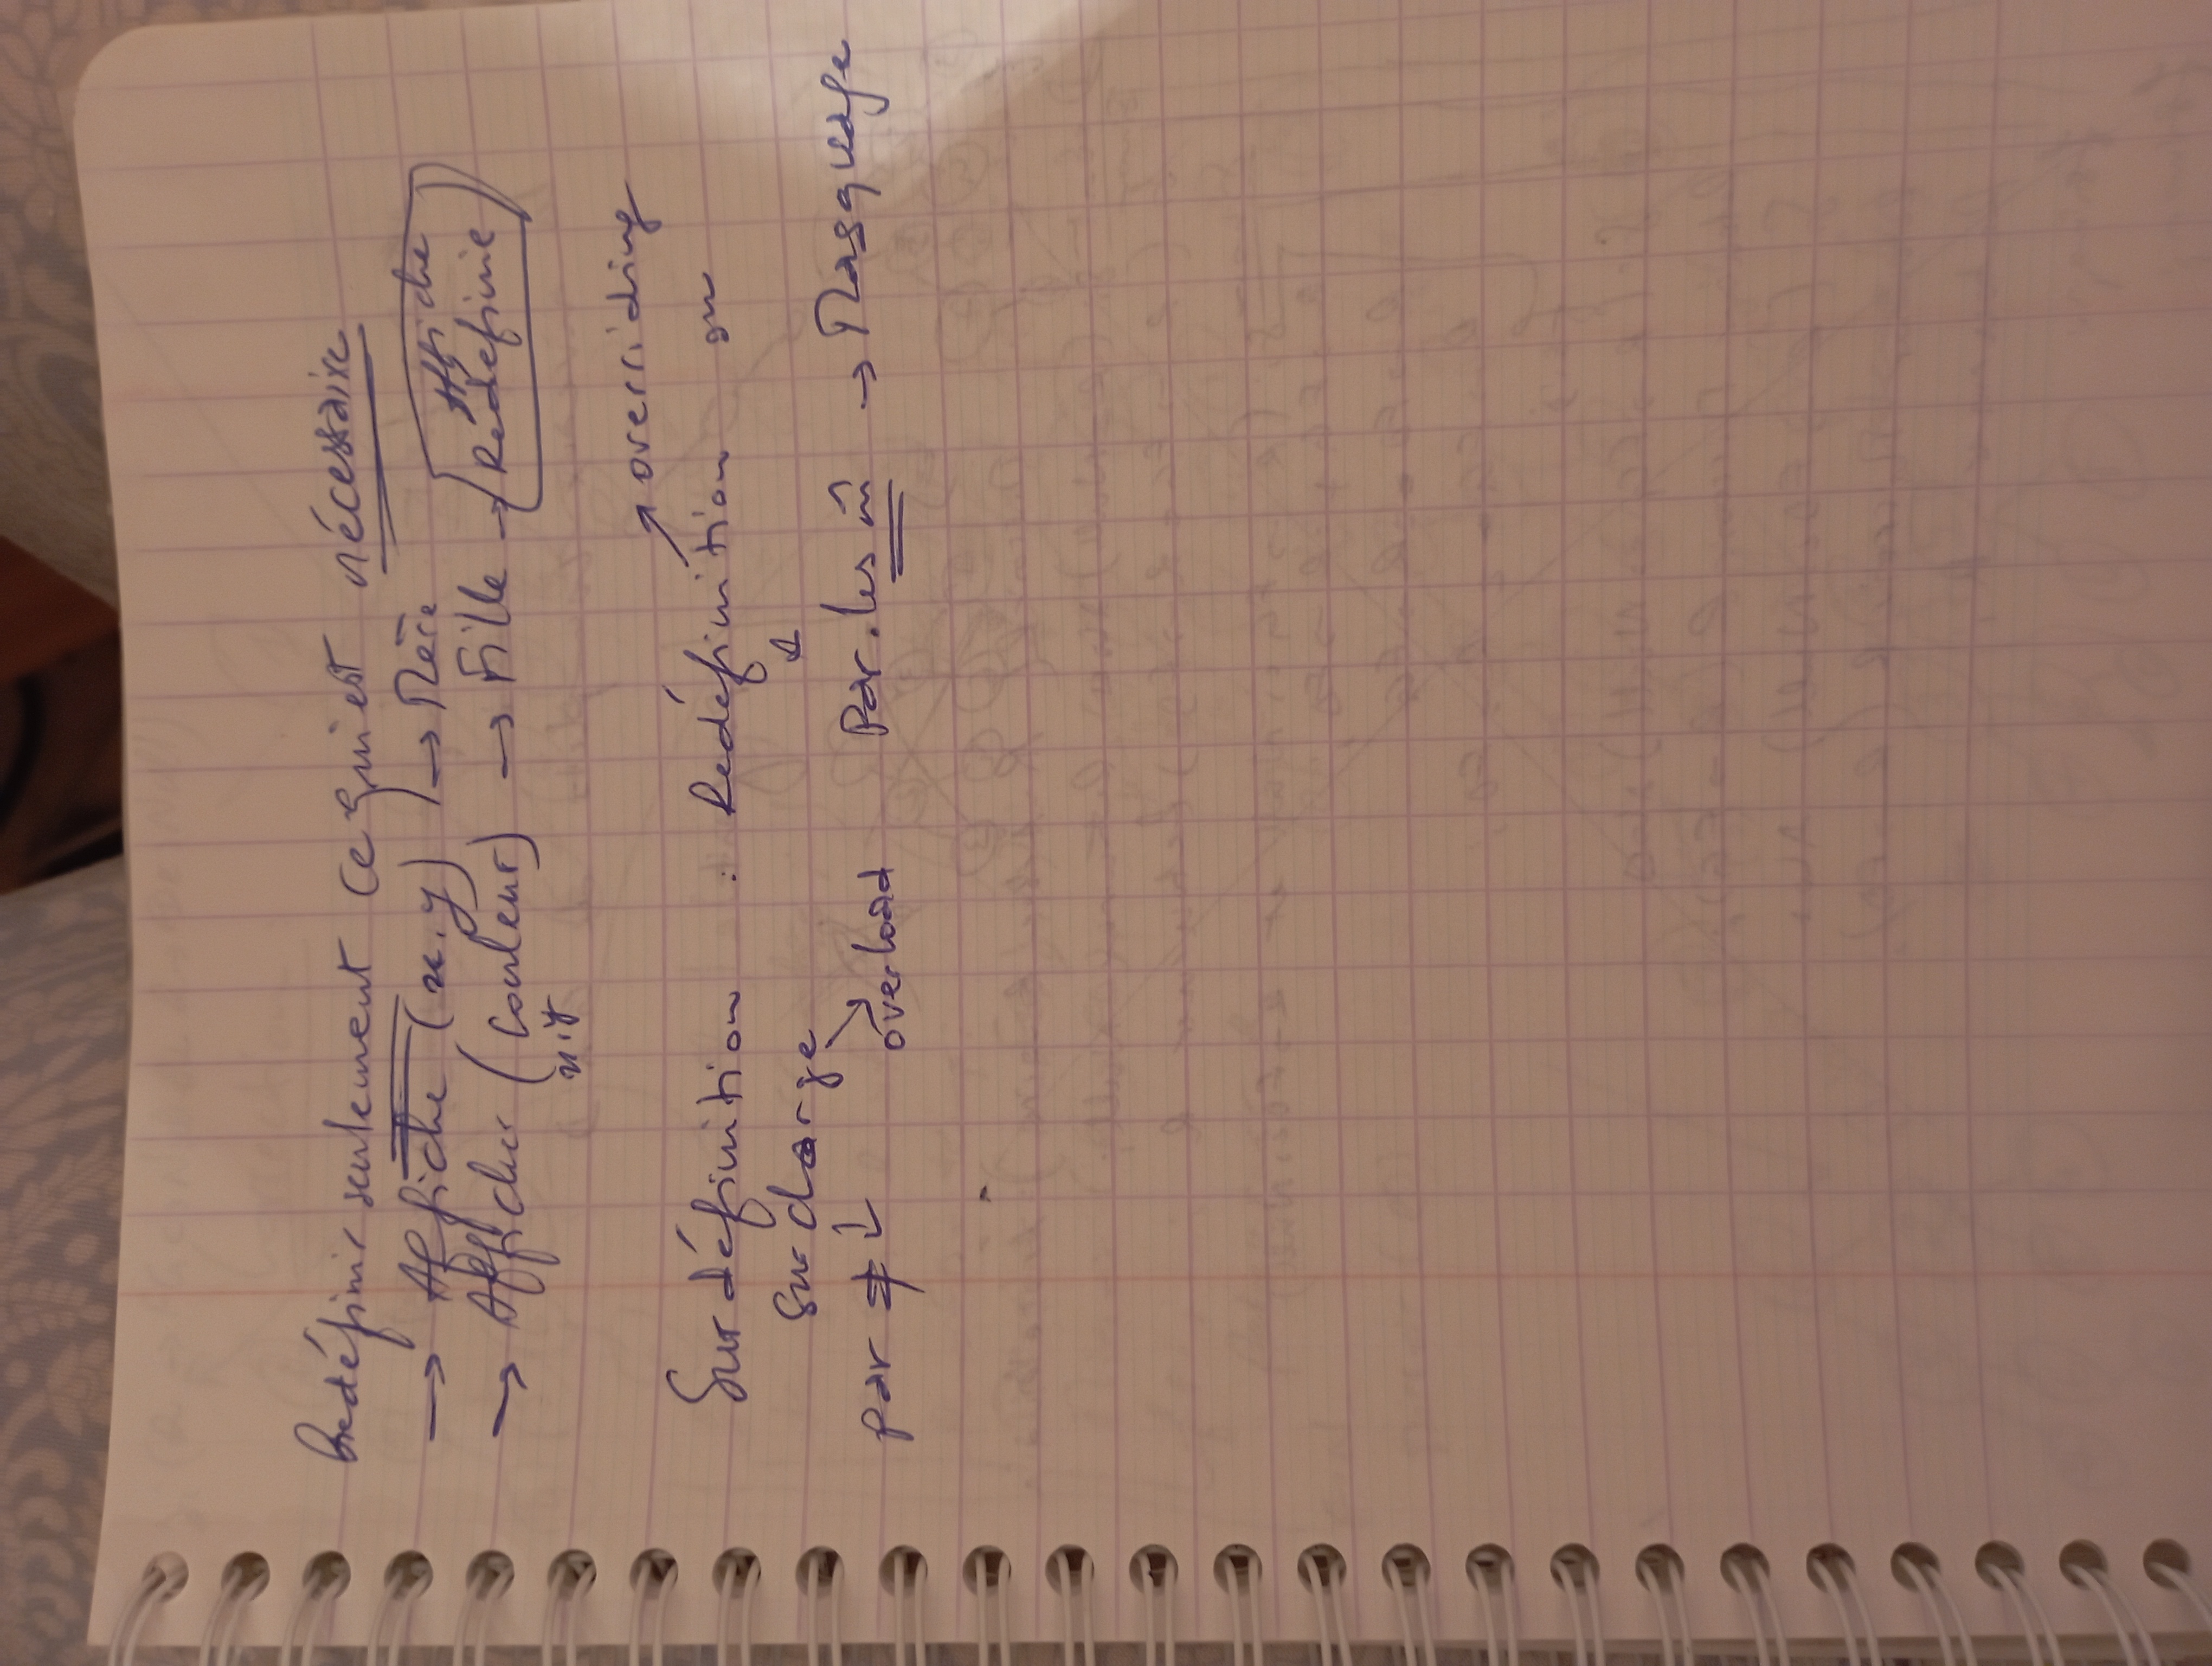 Redéfinir seulement ce qui est nécessaire
→ Affiche (x.y) → Mère
→ Afficher (couleur) → Fille → Affiche Redéfinie
x.y
↗ overriding
Surdéfinition : Redéfinition ou
Surcharge ↓
par ≠ ↓ ↘ overload Par les m̂ → Masquage